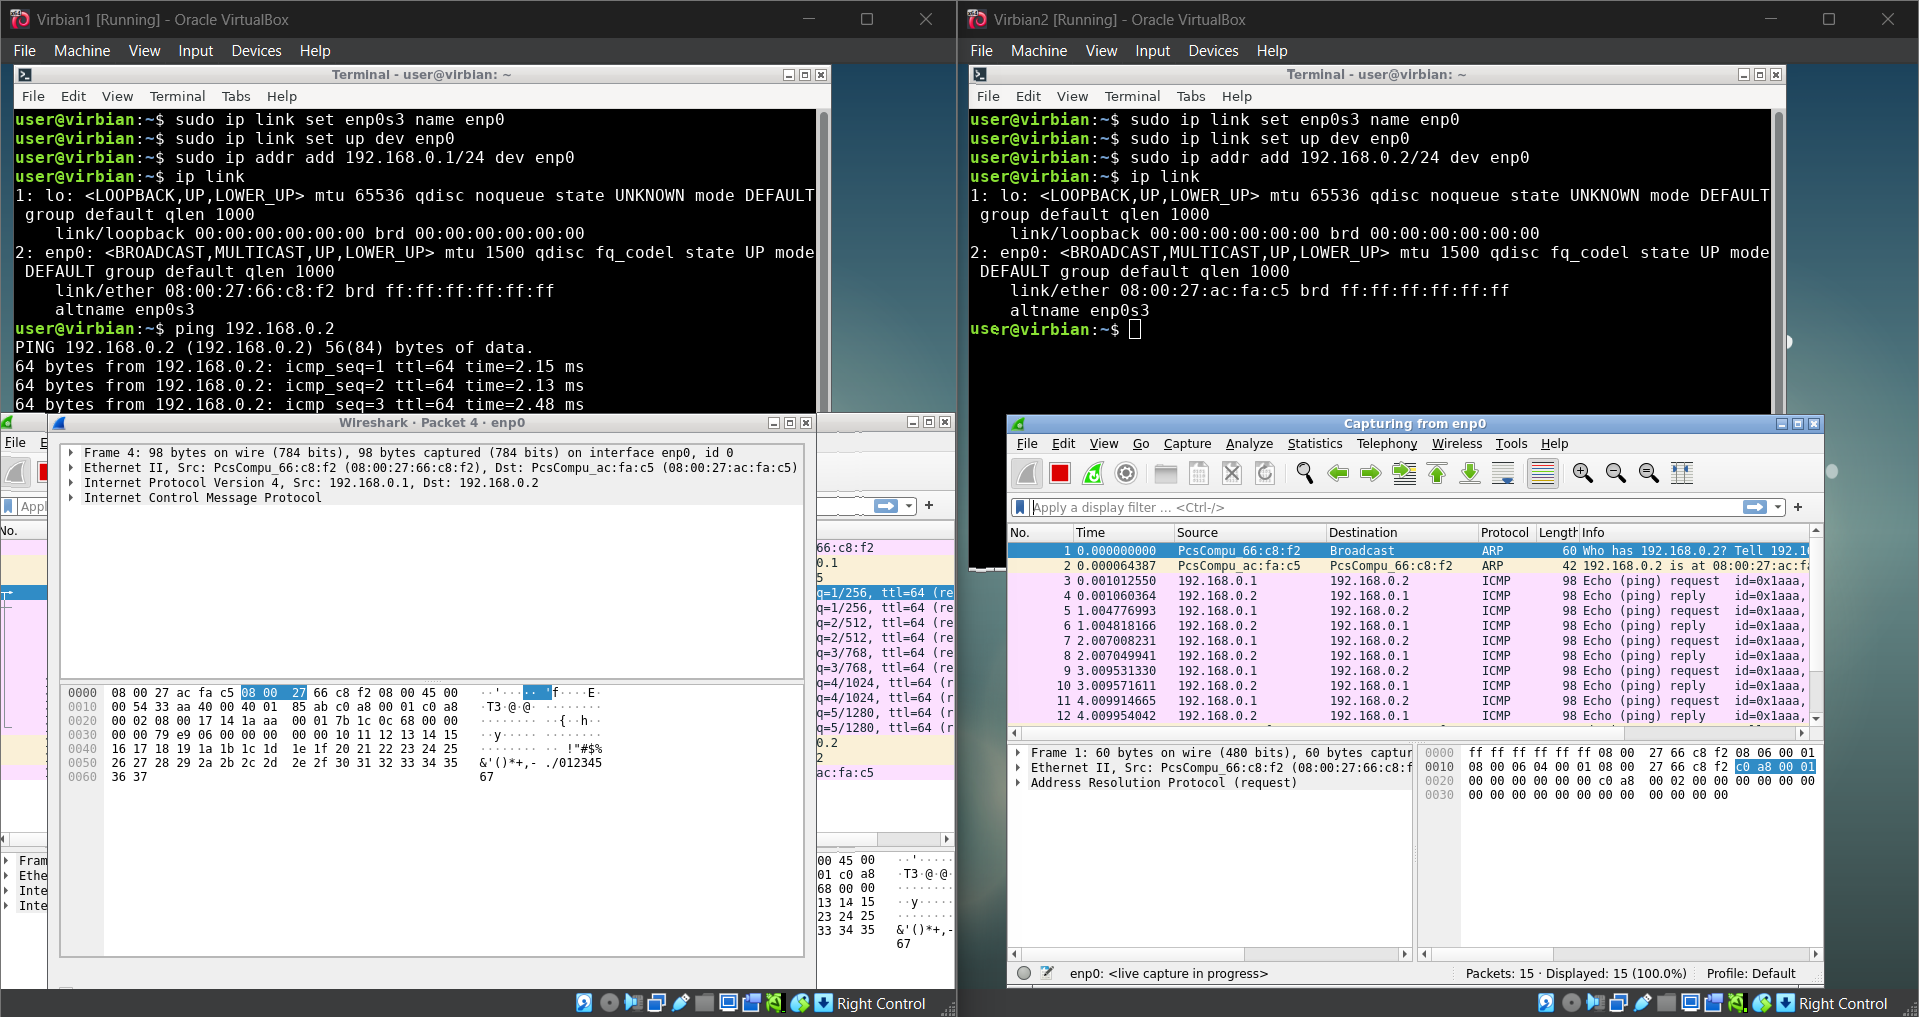 Virbian1 [Running] - Oracle VirtualBox
File Machine View Input Devices Help
Terminal - user@virbian: ~
File Edit View Terminal Tabs Help
user@virbian:~$ sudo ip link set enp0s3 name enp0
user@virbian:~$ sudo ip link set up dev enp0
user@virbian:~$ sudo ip addr add 192.168.0.1/24 dev enp0
user@virbian:~$ ip link
1: lo: <LOOPBACK,UP,LOWER_UP> mtu 65536 qdisc noqueue state UNKNOWN mode DEFAULT
group default qlen 1000
link/loopback 00:00:00:00:00:00 brd 00:00:00:00:00:00
2: enp0: <BROADCAST,MULTICAST,UP,LOWER_UP> mtu 1500 qdisc fq_codel state UP mode
DEFAULT group default qlen 1000
link/ether 08:00:27:66:c8:f2 brd ff:ff:ff:ff:ff:ff
altname enp0s3
user@virbian:~$ ping 192.168.0.2
PING 192.168.0.2 (192.168.0.2) 56(84) bytes of data.
64 bytes from 192.168.0.2: icmp_seq=1 ttl=64 time=2.15 ms
64 bytes from 192.168.0.2: icmp_seq=2 ttl=64 time=2.13 ms
64 bytes from 192.168.0.2: icmp_seq=3 ttl=64 time=2.48 ms
File E
Appl
No.
Wireshark · Packet 4 · enp0
Frame 4: 98 bytes on wire (784 bits), 98 bytes captured (784 bits) on interface enp0, id 0
Ethernet II, Src: PcsCompu_66:c8:f2 (08:00:27:66:c8:f2), Dst: PcsCompu_ac:fa:c5 (08:00:27:ac:fa:c5)
Internet Protocol Version 4, Src: 192.168.0.1, Dst: 192.168.0.2
Internet Control Message Protocol
0000 08 00 27 ac fa c5 08 00 27 66 c8 f2 08 00 45 00 ··'····· 'f····E·
0010 00 54 33 aa 40 00 40 01 85 ab c0 a8 00 01 c0 a8 ·T3·@·@· ········
0020 00 02 08 00 17 14 1a aa 00 01 7b 1c 0c 68 00 00 ········ ··{··h··
0030 00 00 79 e9 06 00 00 00 00 00 10 11 12 13 14 15 ··y····· ········
0040 16 17 18 19 1a 1b 1c 1d 1e 1f 20 21 22 23 24 25 ········ ·· !"#$%
0050 26 27 28 29 2a 2b 2c 2d 2e 2f 30 31 32 33 34 35 &'()*+,- ./012345
0060 36 37 67
66:c8:f2
0.1
5
q=1/256, ttl=64 (re
q=1/256, ttl=64 (re
q=2/512, ttl=64 (re
q=2/512, ttl=64 (re
q=3/768, ttl=64 (re
q=3/768, ttl=64 (re
q=4/1024, ttl=64 (r
q=4/1024, ttl=64 (r
q=5/1280, ttl=64 (r
q=5/1280, ttl=64 (r
0.2
2
ac:fa:c5
Fram
Ethe
Inte
Inte
00 45 00 ··'·····
01 c0 a8 ·T3·@·@·
68 00 00 ········
13 14 15 ··y·····
23 24 25 ········
33 34 35 &'()*+,-
67
Right Control
Virbian2 [Running] - Oracle VirtualBox
File Machine View Input Devices Help
Terminal - user@virbian: ~
File Edit View Terminal Tabs Help
user@virbian:~$ sudo ip link set enp0s3 name enp0
user@virbian:~$ sudo ip link set up dev enp0
user@virbian:~$ sudo ip addr add 192.168.0.2/24 dev enp0
user@virbian:~$ ip link
1: lo: <LOOPBACK,UP,LOWER_UP> mtu 65536 qdisc noqueue state UNKNOWN mode DEFAULT
group default qlen 1000
link/loopback 00:00:00:00:00:00 brd 00:00:00:00:00:00
2: enp0: <BROADCAST,MULTICAST,UP,LOWER_UP> mtu 1500 qdisc fq_codel state UP mode
DEFAULT group default qlen 1000
link/ether 08:00:27:ac:fa:c5 brd ff:ff:ff:ff:ff:ff
altname enp0s3
user@virbian:~$
Capturing from enp0
File Edit View Go Capture Analyze Statistics Telephony Wireless Tools Help
Apply a display filter ... <Ctrl-/>
No. Time Source Destination Protocol Length Info
1 0.000000000 PcsCompu_66:c8:f2 Broadcast ARP 60 Who has 192.168.0.2? Tell 192.16
2 0.000064387 PcsCompu_ac:fa:c5 PcsCompu_66:c8:f2 ARP 42 192.168.0.2 is at 08:00:27:ac:fa
3 0.001012550 192.168.0.1 192.168.0.2 ICMP 98 Echo (ping) request id=0x1aaa,
4 0.001060364 192.168.0.2 192.168.0.1 ICMP 98 Echo (ping) reply id=0x1aaa,
5 1.004776993 192.168.0.1 192.168.0.2 ICMP 98 Echo (ping) request id=0x1aaa,
6 1.004818166 192.168.0.2 192.168.0.1 ICMP 98 Echo (ping) reply id=0x1aaa,
7 2.007008231 192.168.0.1 192.168.0.2 ICMP 98 Echo (ping) request id=0x1aaa,
8 2.007049941 192.168.0.2 192.168.0.1 ICMP 98 Echo (ping) reply id=0x1aaa,
9 3.009531330 192.168.0.1 192.168.0.2 ICMP 98 Echo (ping) request id=0x1aaa,
10 3.009571611 192.168.0.2 192.168.0.1 ICMP 98 Echo (ping) reply id=0x1aaa,
11 4.009914665 192.168.0.1 192.168.0.2 ICMP 98 Echo (ping) request id=0x1aaa,
12 4.009954042 192.168.0.2 192.168.0.1 ICMP 98 Echo (ping) reply id=0x1aaa,
Frame 1: 60 bytes on wire (480 bits), 60 bytes captur
Ethernet II, Src: PcsCompu_66:c8:f2 (08:00:27:66:c8:f
Address Resolution Protocol (request)
0000 ff ff ff ff ff ff 08 00 27 66 c8 f2 08 06 00 01
0010 08 00 06 04 00 01 08 00 27 66 c8 f2 c0 a8 00 01
0020 00 00 00 00 00 00 c0 a8 00 02 00 00 00 00 00 00
0030 00 00 00 00 00 00 00 00 00 00 00 00
enp0: <live capture in progress> Packets: 15 · Displayed: 15 (100.0%) Profile: Default
Right Control